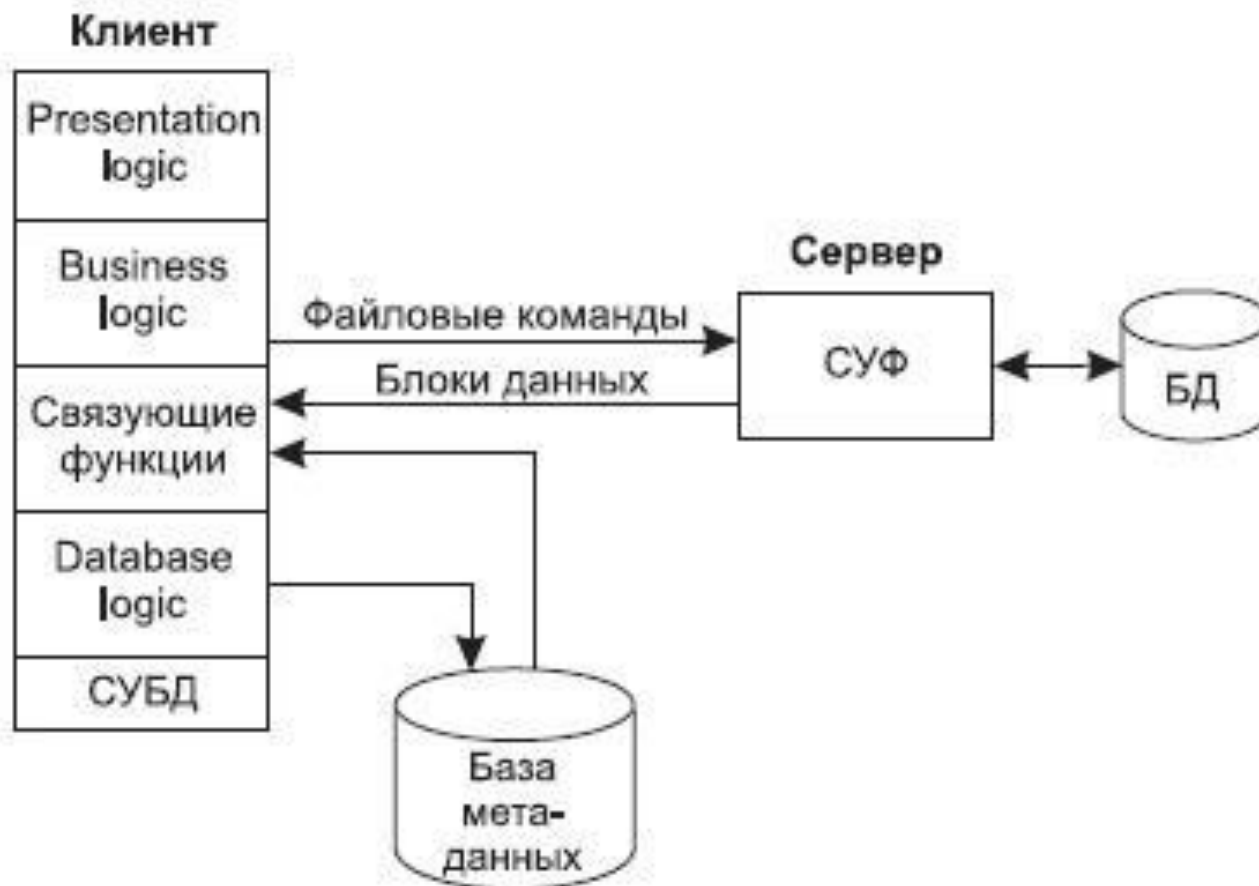 Клиент
Presentation
logic
Business
logic
Связующие
функции
Database
logic
СУБД
Файловые команды
Блоки данных
Сервер
СУФ
БД
База
мета-
данных